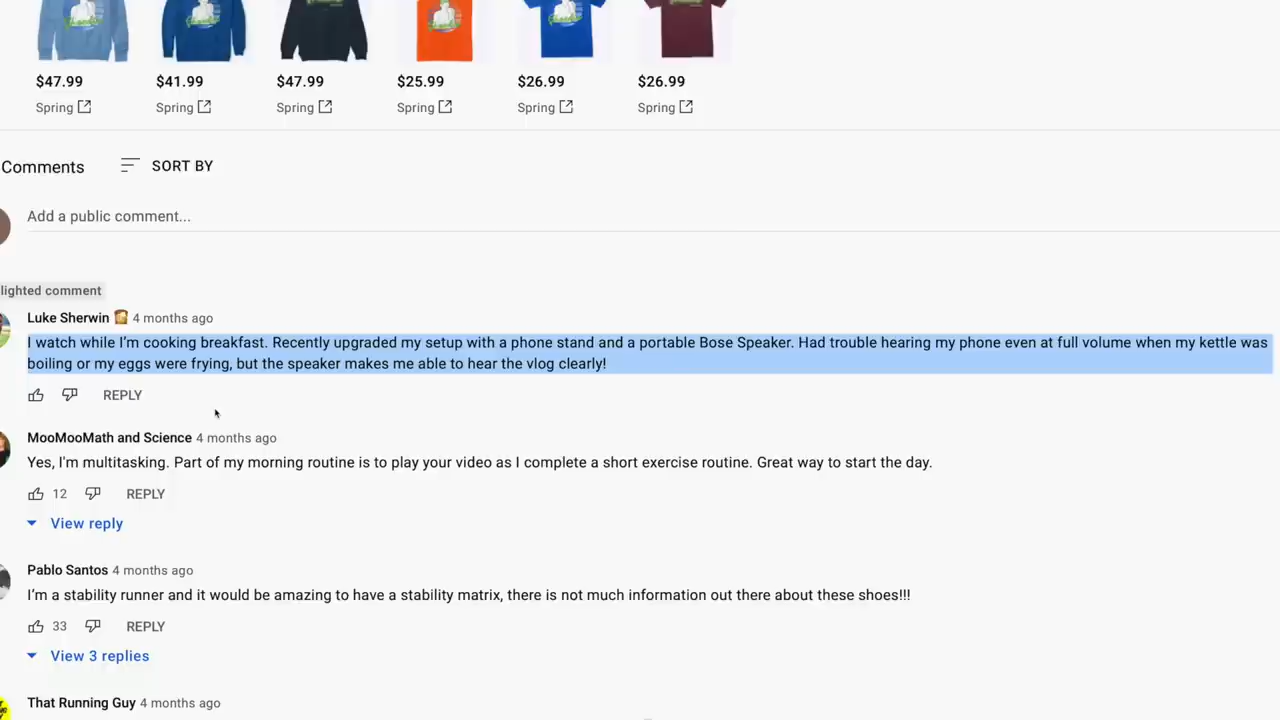 $47.99 $41.99 $47.99 $25.99 $26.99 $26.99
Spring Spring Spring Spring Spring Spring
Comments SORT BY
Add a public comment...
lighted comment
Luke Sherwin 4 months ago
I watch while I'm cooking breakfast. Recently upgraded my setup with a phone stand and a portable Bose Speaker. Had trouble hearing my phone even at full volume when my kettle was
boiling or my eggs were frying, but the speaker makes me able to hear the vlog clearly!
REPLY
MooMooMath and Science 4 months ago
Yes, I'm multitasking. Part of my morning routine is to play your video as I complete a short exercise routine. Great way to start the day.
12 REPLY
View reply
Pablo Santos 4 months ago
I'm a stability runner and it would be amazing to have a stability matrix, there is not much information out there about these shoes!!!
33 REPLY
View 3 replies
That Running Guy 4 months ago